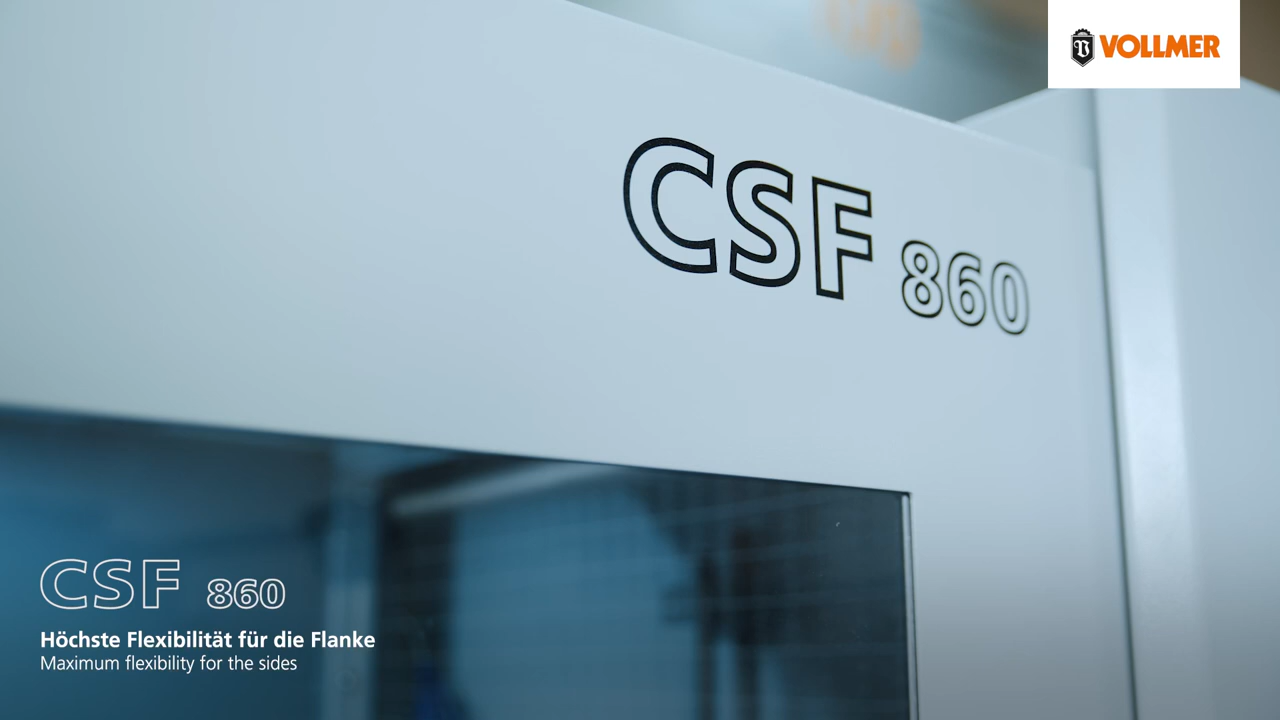 VOLLMER
CSF 860
CSF 860
Höchste Flexibilität für die Flanke
Maximum flexibility for the sides